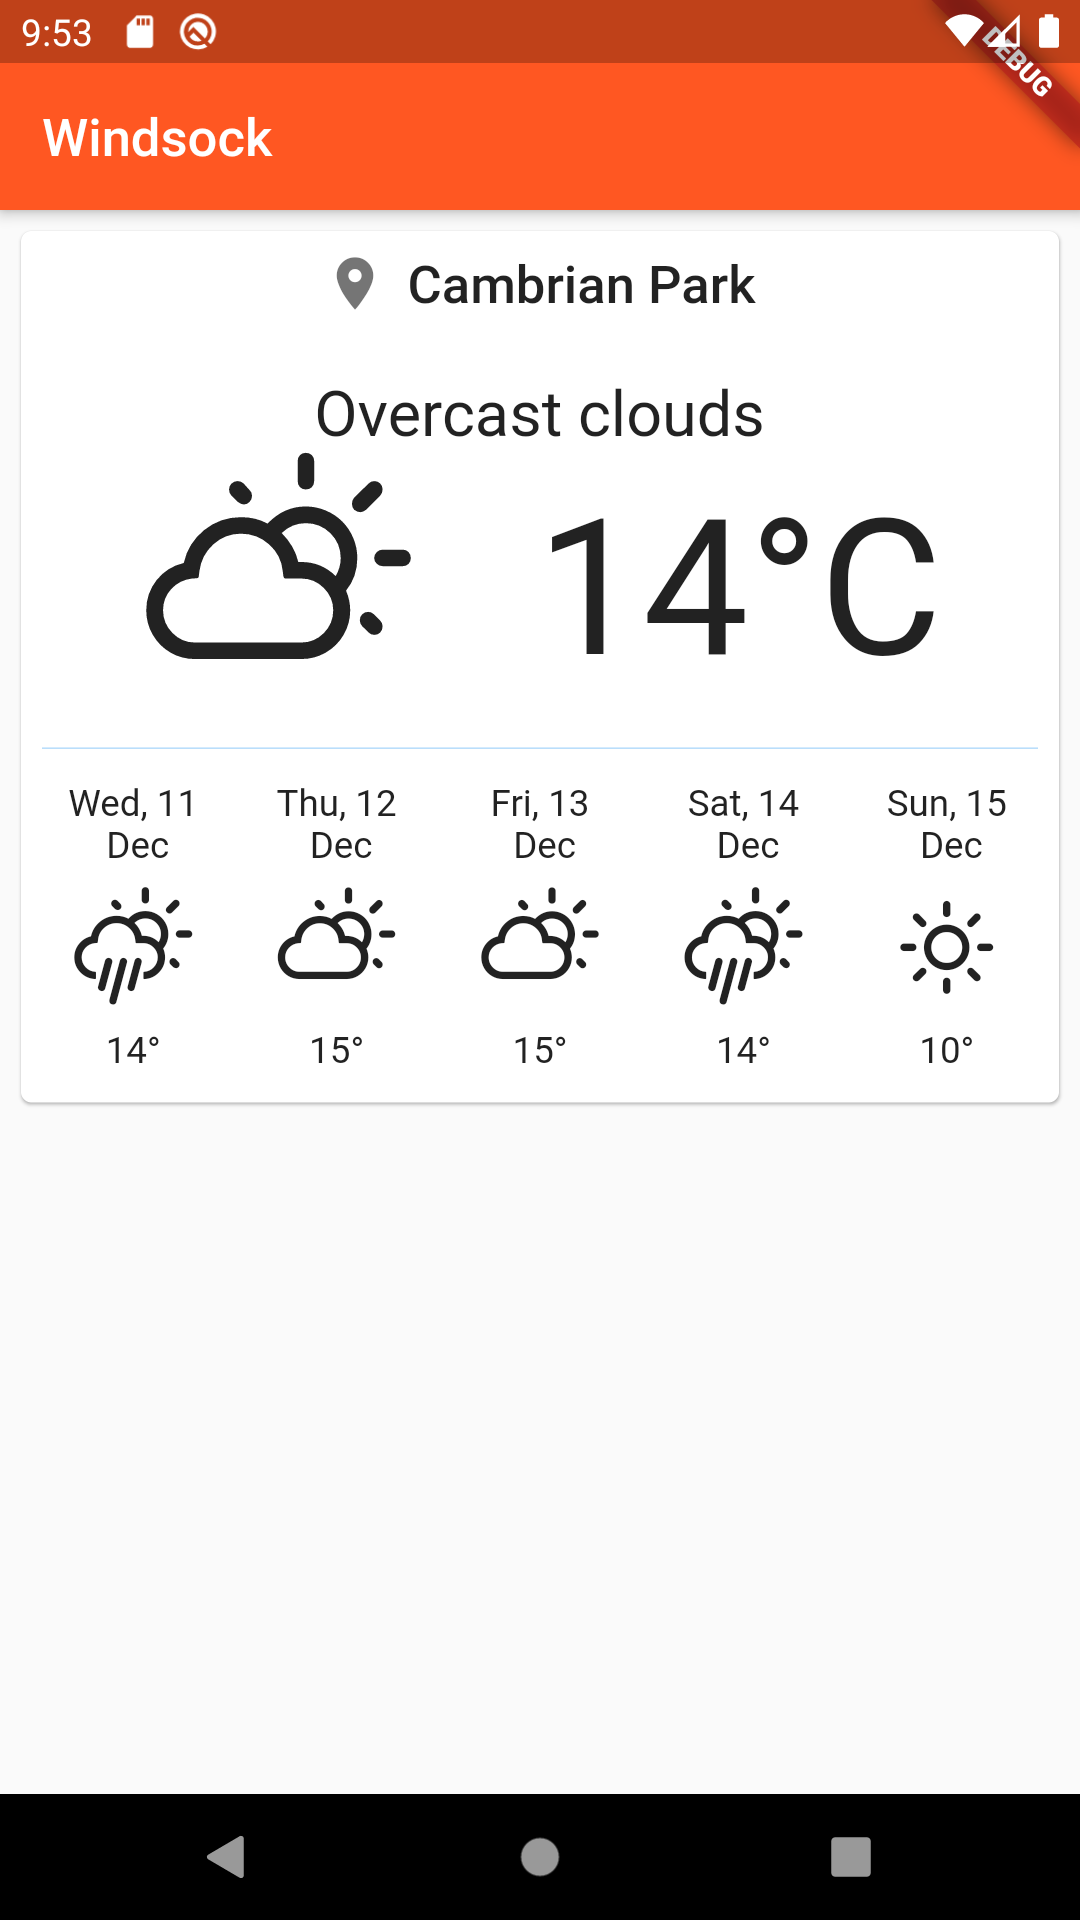 9:53
DEBUG
Windsock
Cambrian Park
Overcast clouds
14°C
Wed, 11 Dec
Thu, 12 Dec
Fri, 13 Dec
Sat, 14 Dec
Sun, 15 Dec
14° 15° 15° 14° 10°